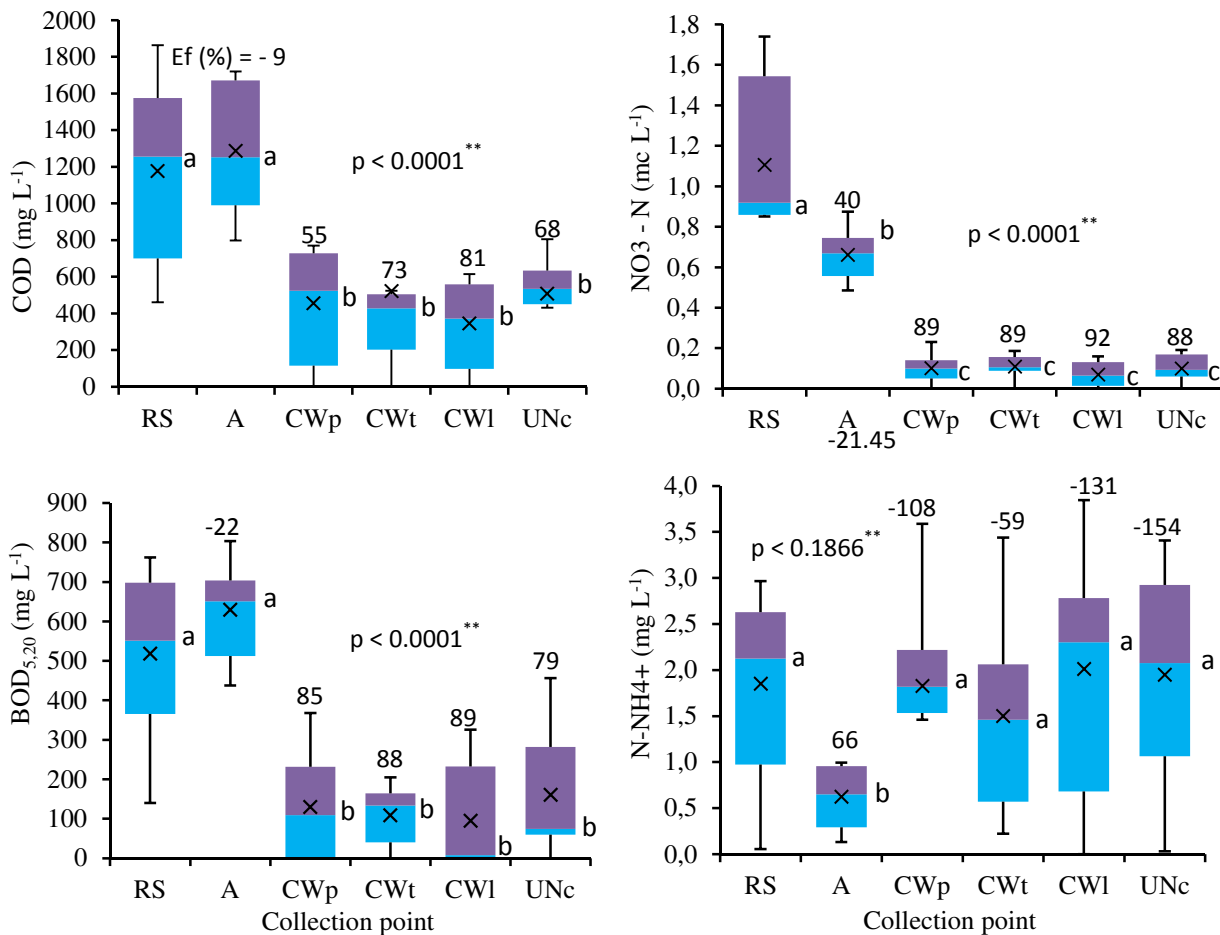 COD (mg L⁻¹)
2000
1800
1600
1400
1200
1000
800
600
400
200
0
Ef (%) = - 9
a
a
p < 0.0001**
55
73
81
68
b
b
b
b
RS A CWp CWt CWl UNc
NO3 - N (mc L⁻¹)
1,8
1,6
1,4
1,2
1,0
0,8
0,6
0,4
0,2
0,0
a
40
b
p < 0.0001**
89
89
92
88
c
c
c
c
RS A CWp CWt CWl UNc
-21.45
BOD₅,₂₀ (mg L⁻¹)
900
800
700
600
500
400
300
200
100
0
-22
a
a
p < 0.0001**
85
88
89
79
b
b
b
b
RS A CWp CWt CWl UNc
Collection point
N-NH4+ (mg L⁻¹)
4,0
3,5
3,0
2,5
2,0
1,5
1,0
0,5
0,0
p < 0.1866**
-108
-59
-131
-154
a
66
b
a
a
a
a
RS A CWp CWt CWl UNc
Collection point